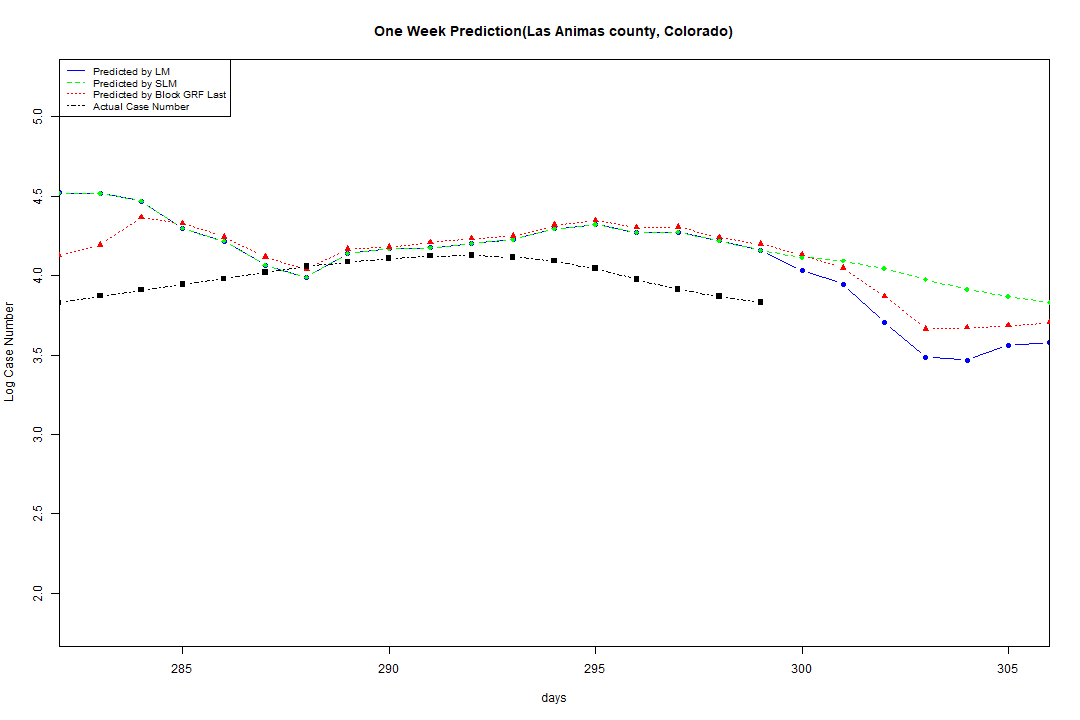 One Week Prediction(Las Animas county, Colorado)
Predicted by LM
Predicted by SLM
Predicted by Block GRF Last
Actual Case Number
5.0
4.5
4.0
3.5
3.0
2.5
2.0
Log Case Number
285 290 295 300 305
days